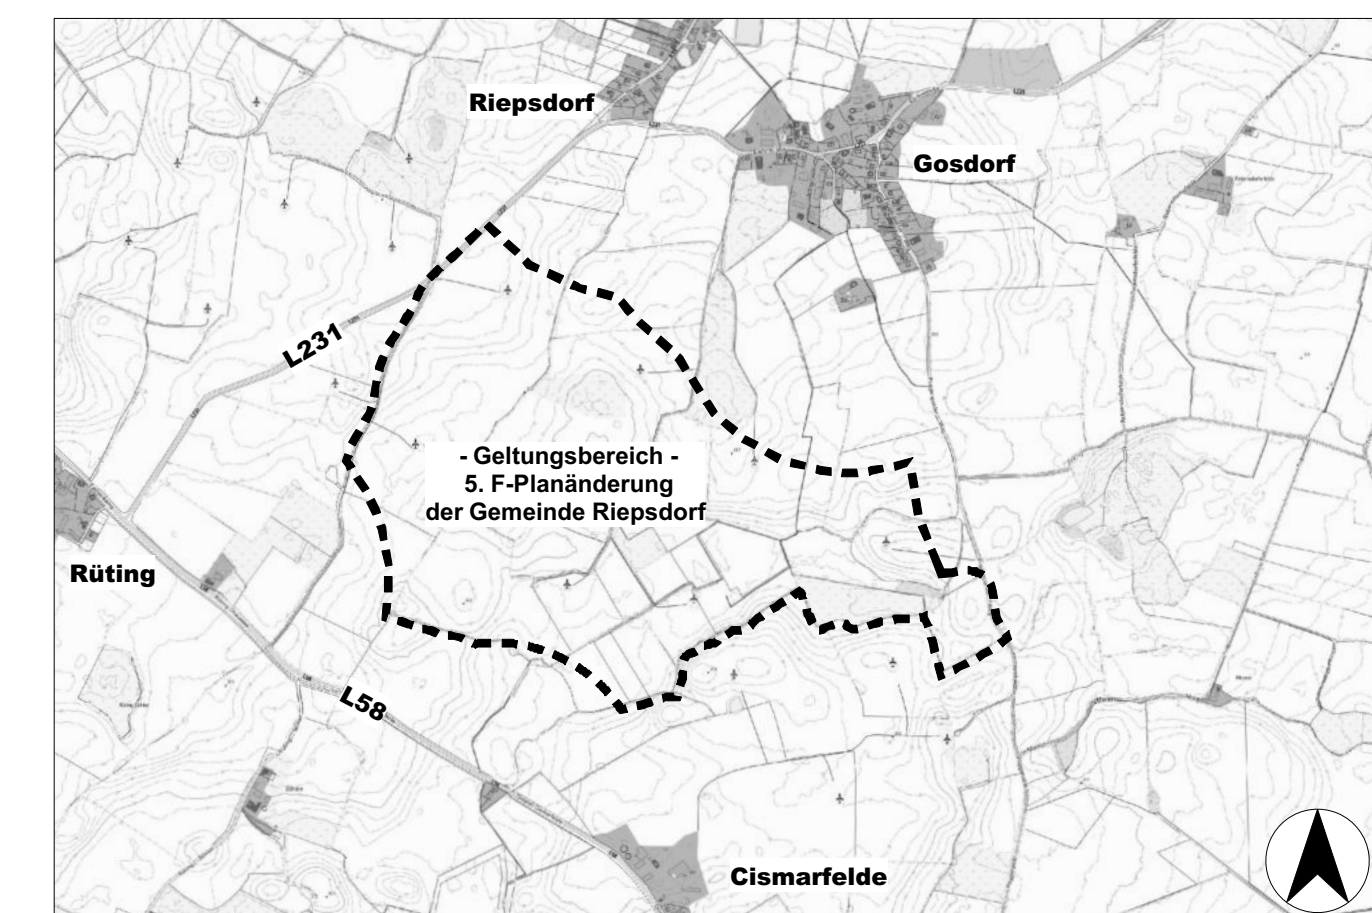 Riepsdorf
Gosdorf
L231
- Geltungsbereich -
5. F-Planänderung
der Gemeinde Riepsdorf
Rüting
L58
Cismarfelde